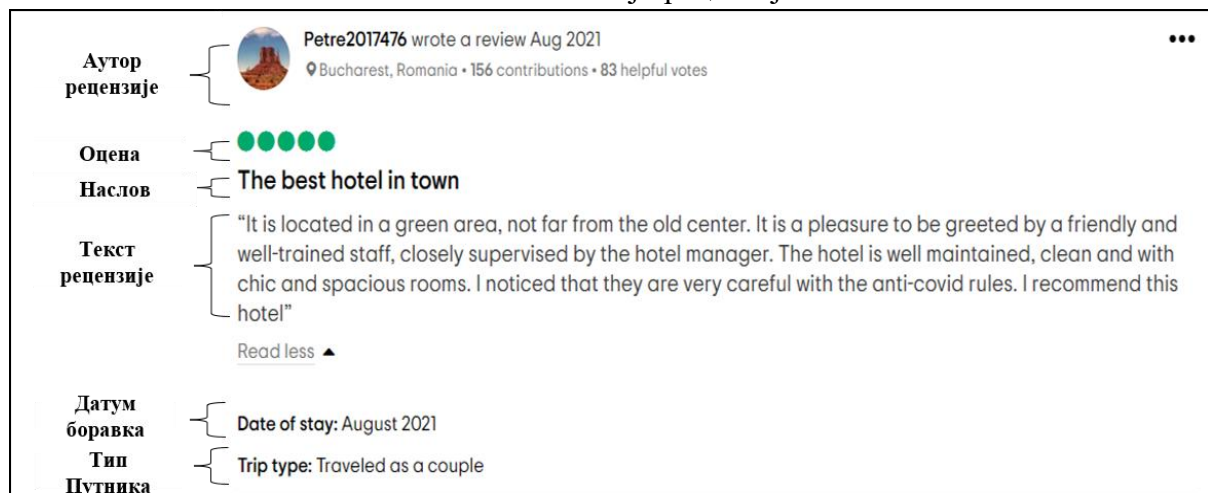 Petre2017476 wrote a review Aug 2021
Bucharest, Romania • 156 contributions • 83 helpful votes
Аутор
рецензије
Оцена
Наслов
The best hotel in town
Текст
рецензије
“It is located in a green area, not far from the old center. It is a pleasure to be greeted by a friendly and
well-trained staff, closely supervised by the hotel manager. The hotel is well maintained, clean and with
chic and spacious rooms. I noticed that they are very careful with the anti-covid rules. I recommend this
hotel”
Read less
Датум
боравка
Date of stay: August 2021
Тип
Путника
Trip type: Traveled as a couple